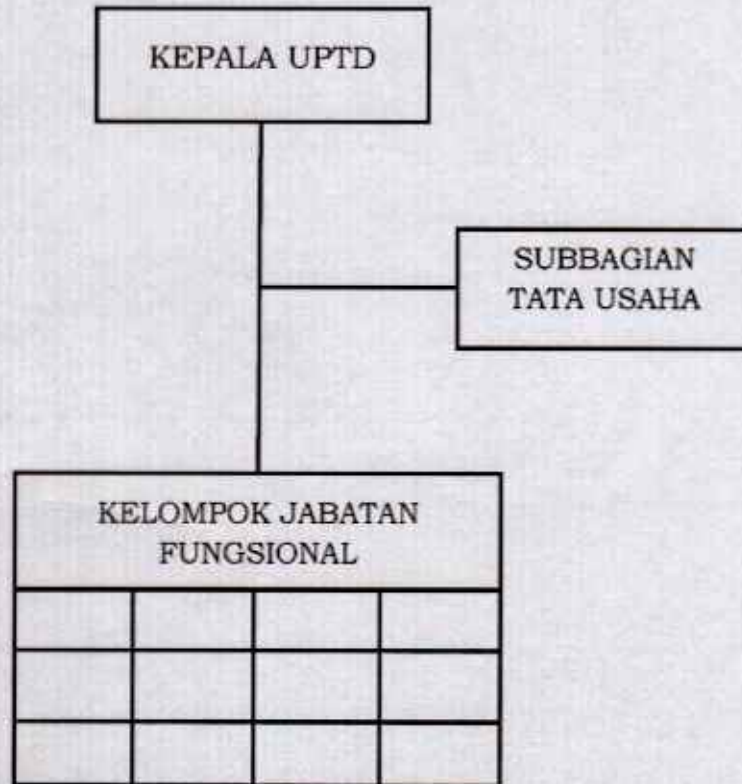 KEPALA UPTD
SUBBAGIAN
TATA USAHA
KELOMPOK JABATAN
FUNGSIONAL